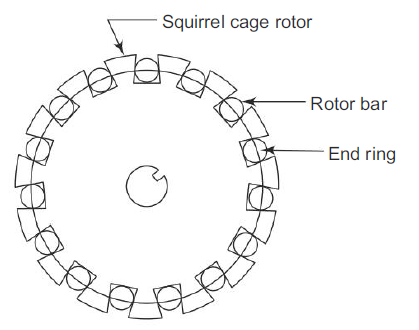 Squirrel cage rotor
Rotor bar
End ring